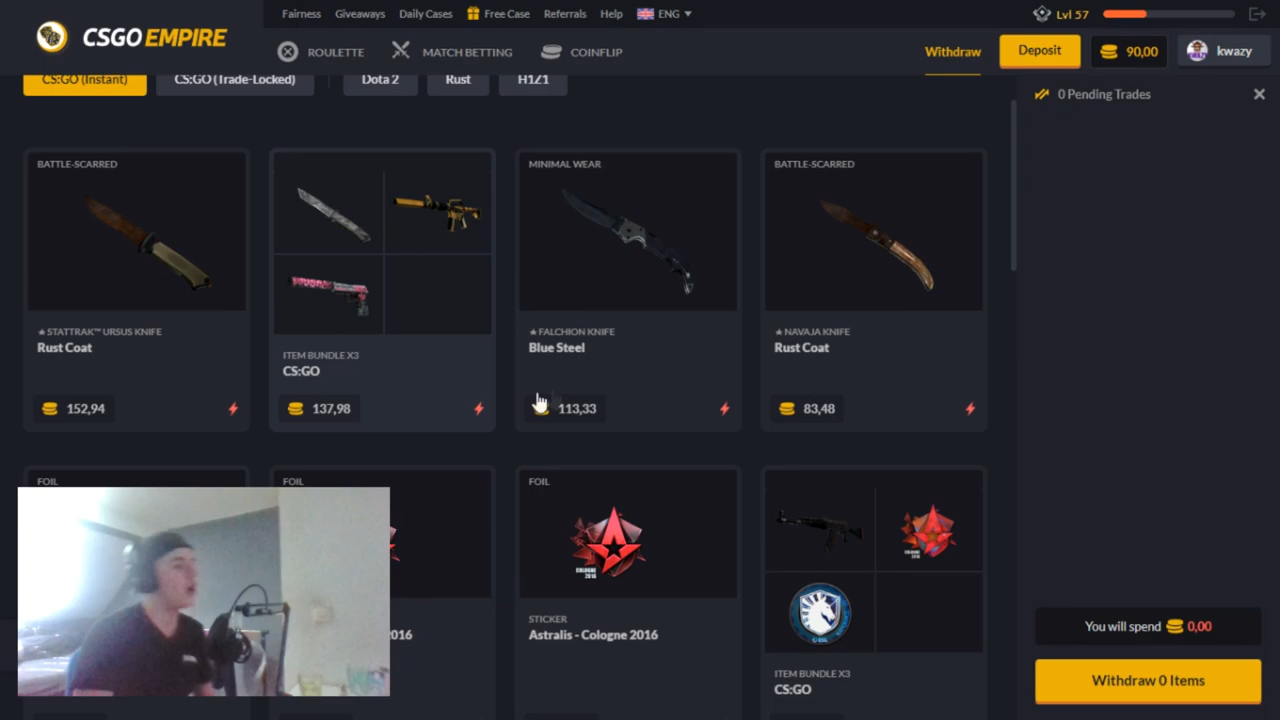 Fairness Giveaways Daily Cases Free Case Referrals Help ENG
Lvl 57
CSGOEMPIRE
ROULETTE MATCH BETTING COINFLIP
Withdraw Deposit 90,00 kwazy
CS:GO (Instant) CS:GO (Trade-Locked) Dota 2 Rust H1Z1
0 Pending Trades
BATTLE-SCARRED
★ STATTRAK™ URSUS KNIFE
Rust Coat
152,94
ITEM BUNDLE X3
CS:GO
137,98
MINIMAL WEAR
★ FALCHION KNIFE
Blue Steel
113,33
BATTLE-SCARRED
★ NAVAJA KNIFE
Rust Coat
83,48
FOIL
FOIL
2016
FOIL
COLOGNE
2016
STICKER
Astralis - Cologne 2016
ITEM BUNDLE X3
CS:GO
You will spend 0,00
Withdraw 0 Items